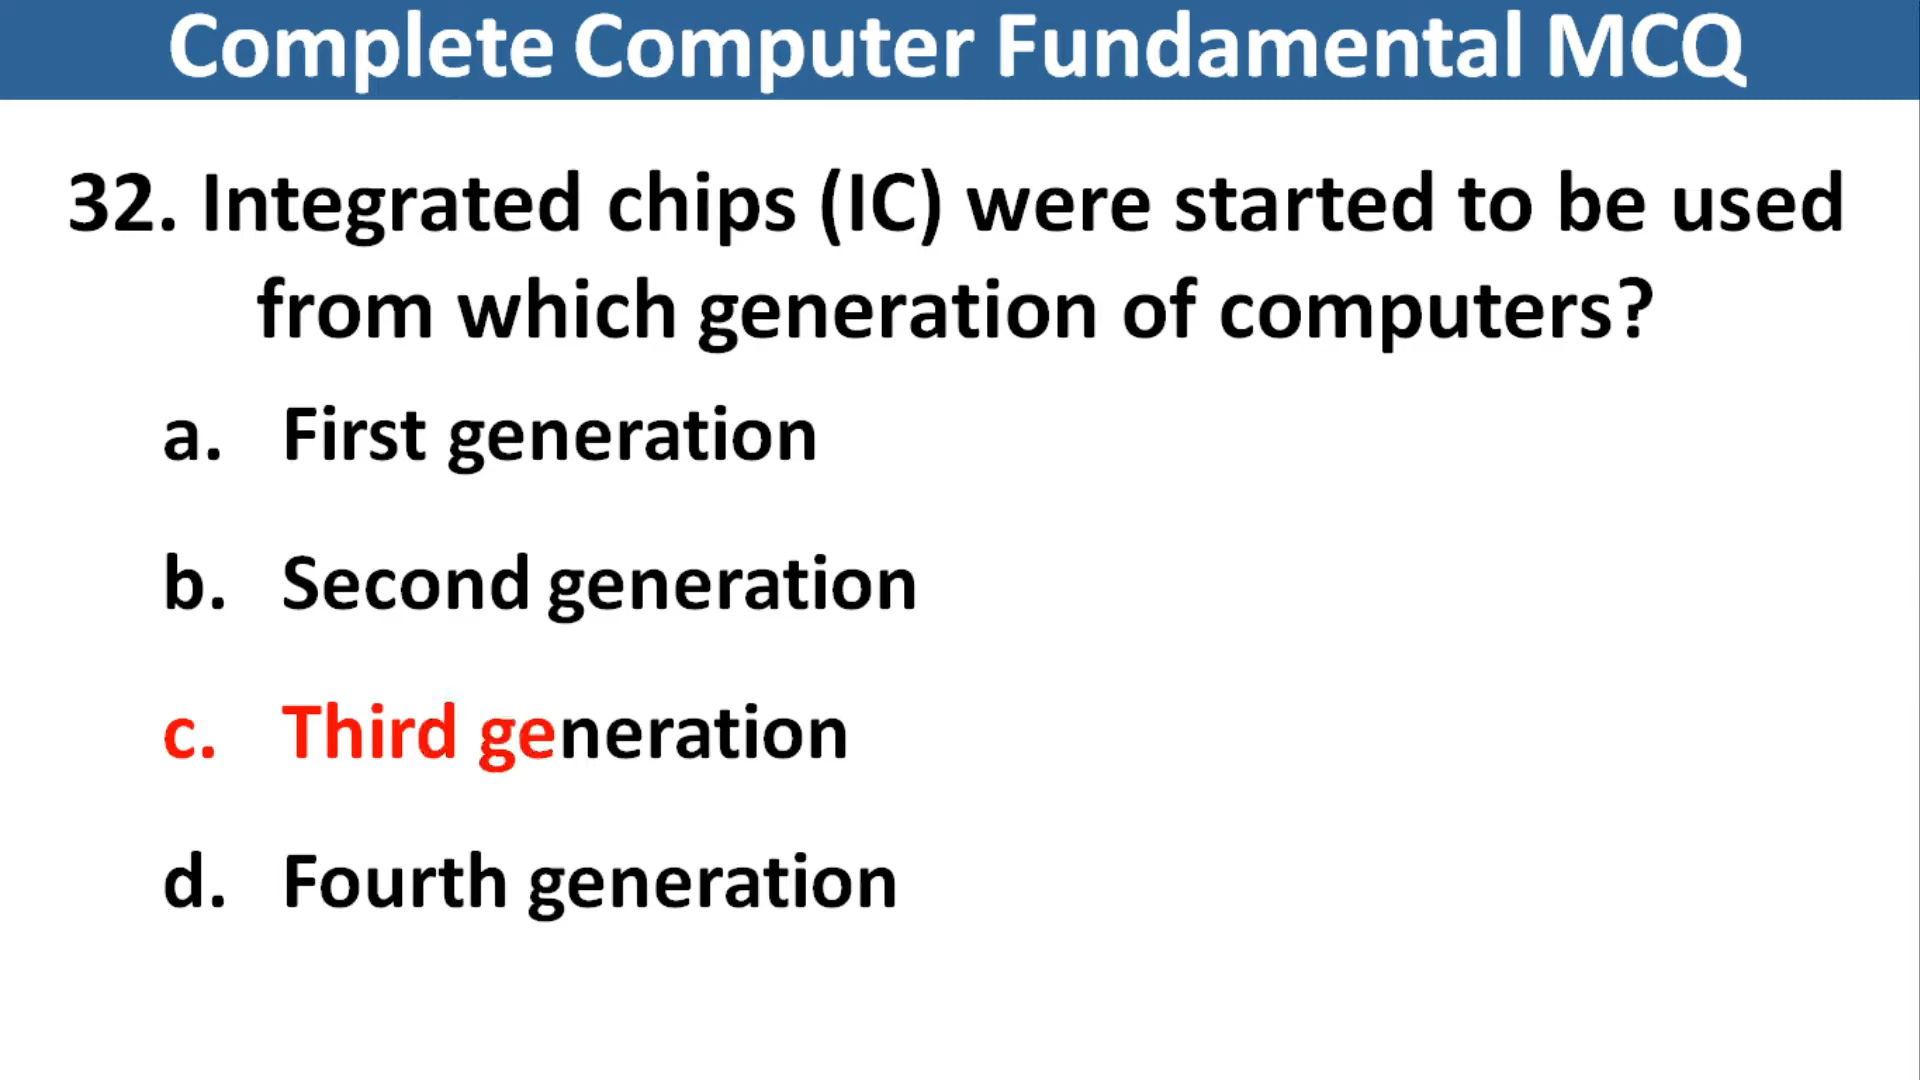 Complete Computer Fundamental MCQ
32. Integrated chips (IC) were started to be used
from which generation of computers?
a. First generation
b. Second generation
c. Third generation
d. Fourth generation